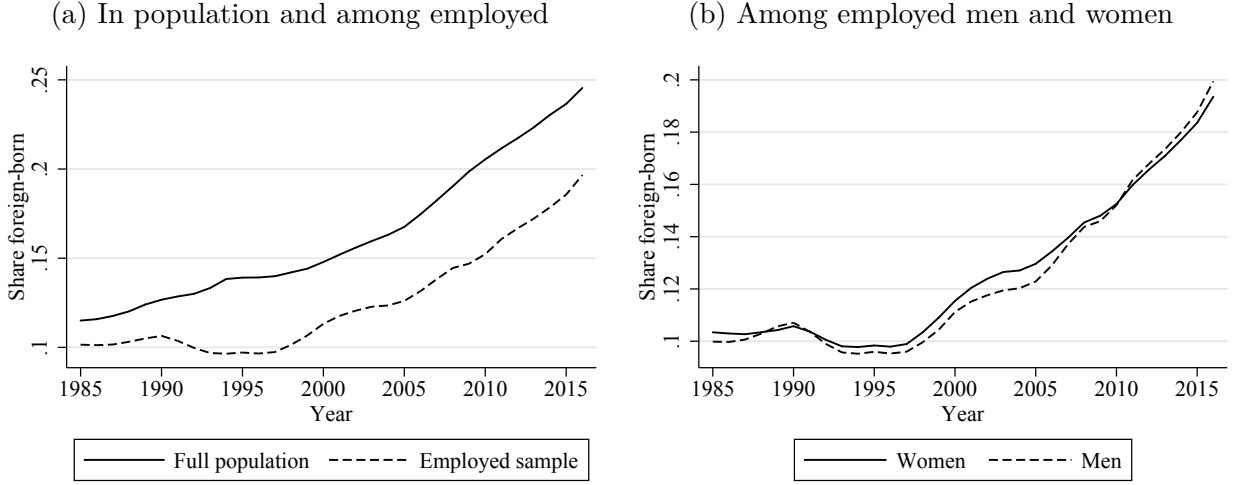 (a) In population and among employed
Share foreign-born
.25
.2
.15
.1
1985 1990 1995 2000 2005 2010 2015
Year
Full population Employed sample
(b) Among employed men and women
Share foreign-born
.2
.18
.16
.14
.12
.1
1985 1990 1995 2000 2005 2010 2015
Year
Women Men